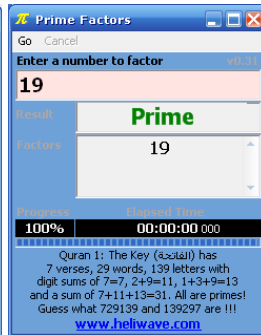 π Prime Factors
Go Cancel
Enter a number to factor v0.31
19
Result Prime
Factors 19
Progress Elapsed Time
100% 00:00:00 000
Quran 1: The Key (الفاتحة) has
7 verses, 29 words, 139 letters with
digit sums of 7=7, 2+9=11, 1+3+9=13
and a sum of 7+11+13=31. All are primes!
Guess what 729139 and 139297 are !!!
www.heliwave.com